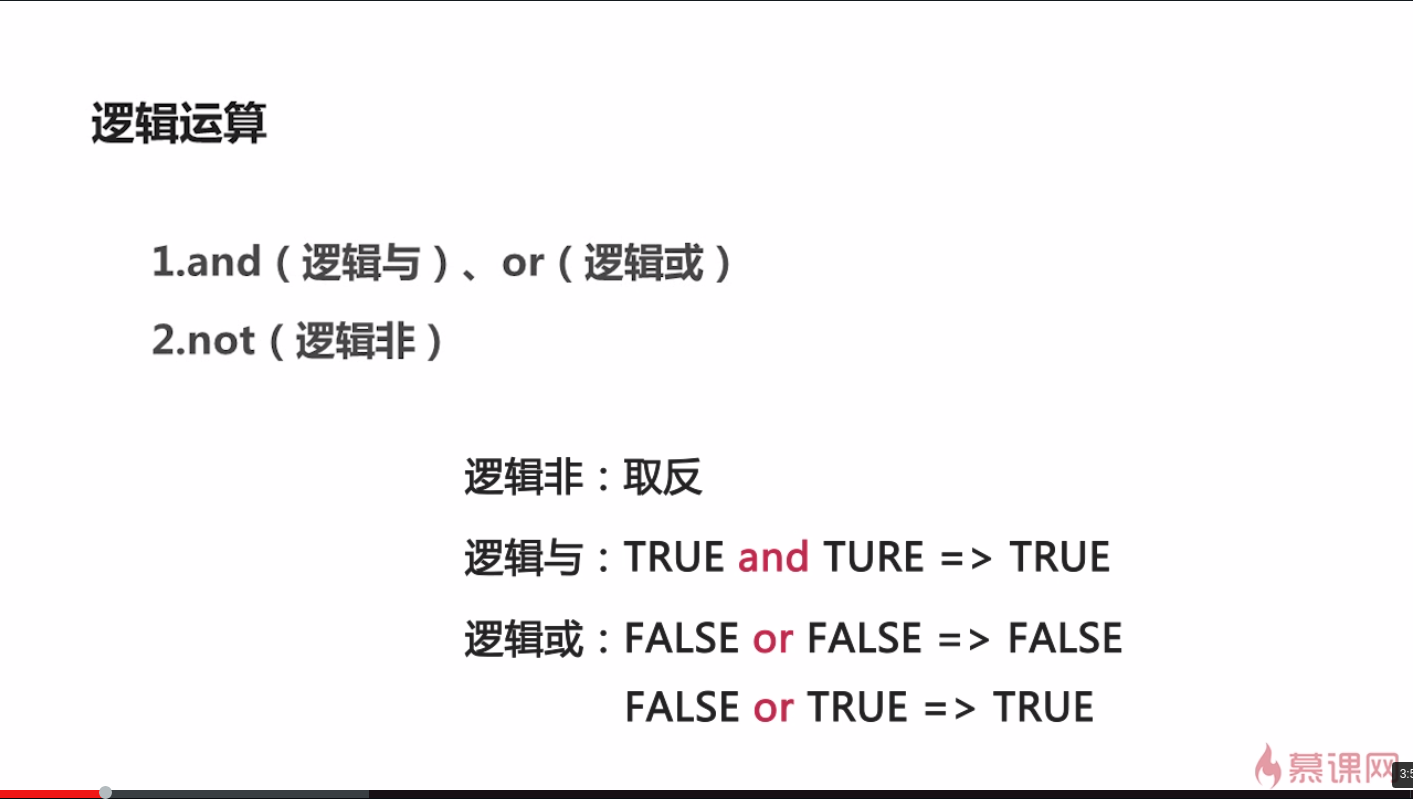 逻辑运算
1.and（逻辑与）、or（逻辑或）
2.not（逻辑非）
逻辑非：取反
逻辑与：TRUE and TURE => TRUE
逻辑或：FALSE or FALSE => FALSE
FALSE or TRUE => TRUE
慕课网